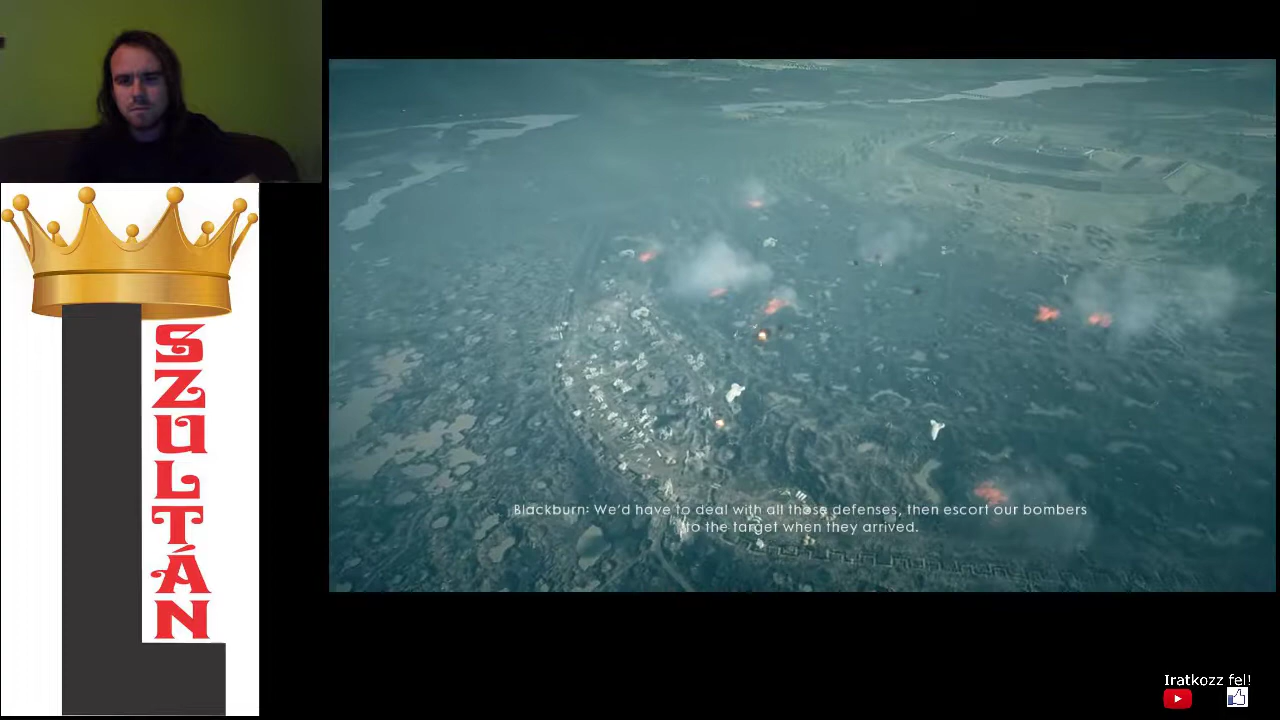 L
SZULTÁN
Blackburn: We'd have to deal with all those defenses, then escort our bombers
to the target when they arrived.
Iratkozz fel!